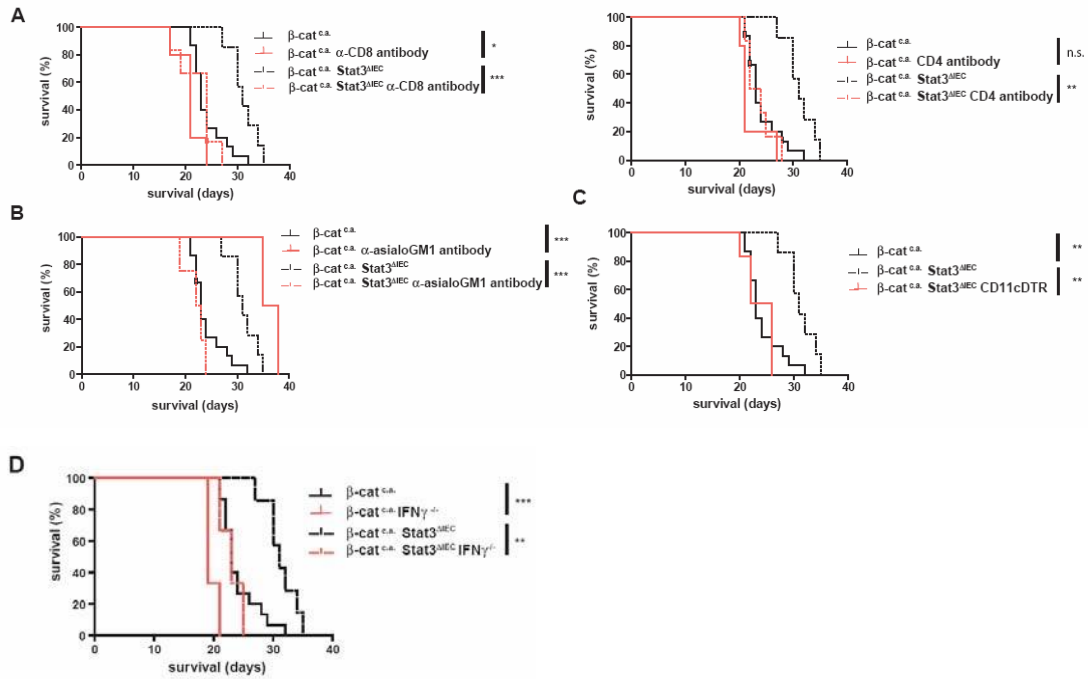 A
survival (%)
100
80
60
40
20
0
0 10 20 30 40
survival (days)
β-cat c.a.
β-cat c.a. α-CD8 antibody
β-cat c.a. Stat3ΔIEC
β-cat c.a. Stat3ΔIEC α-CD8 antibody
*
***
survival (%)
100
80
60
40
20
0
0 10 20 30 40
survival (days)
β-cat c.a.
β-cat c.a. CD4 antibody
β-cat c.a. Stat3ΔIEC
β-cat c.a. Stat3ΔIEC CD4 antibody
n.s.
**
B
survival (%)
100
80
60
40
20
0
0 10 20 30 40
survival (days)
β-cat c.a.
β-cat c.a. α-asialoGM1 antibody
β-cat c.a. Stat3ΔIEC
β-cat c.a. Stat3ΔIEC α-asialoGM1 antibody
***
***
C
survival (%)
100
80
60
40
20
0
0 10 20 30 40
survival (days)
β-cat c.a.
β-cat c.a. Stat3ΔIEC
β-cat c.a. Stat3ΔIEC CD11cDTR
**
**
D
survival (%)
100
80
60
40
20
0
0 10 20 30 40
survival (days)
β-cat c.a.
β-cat c.a. IFNγ-/-
β-cat c.a. Stat3ΔIEC
β-cat c.a. Stat3ΔIEC IFNγ-/-
***
**